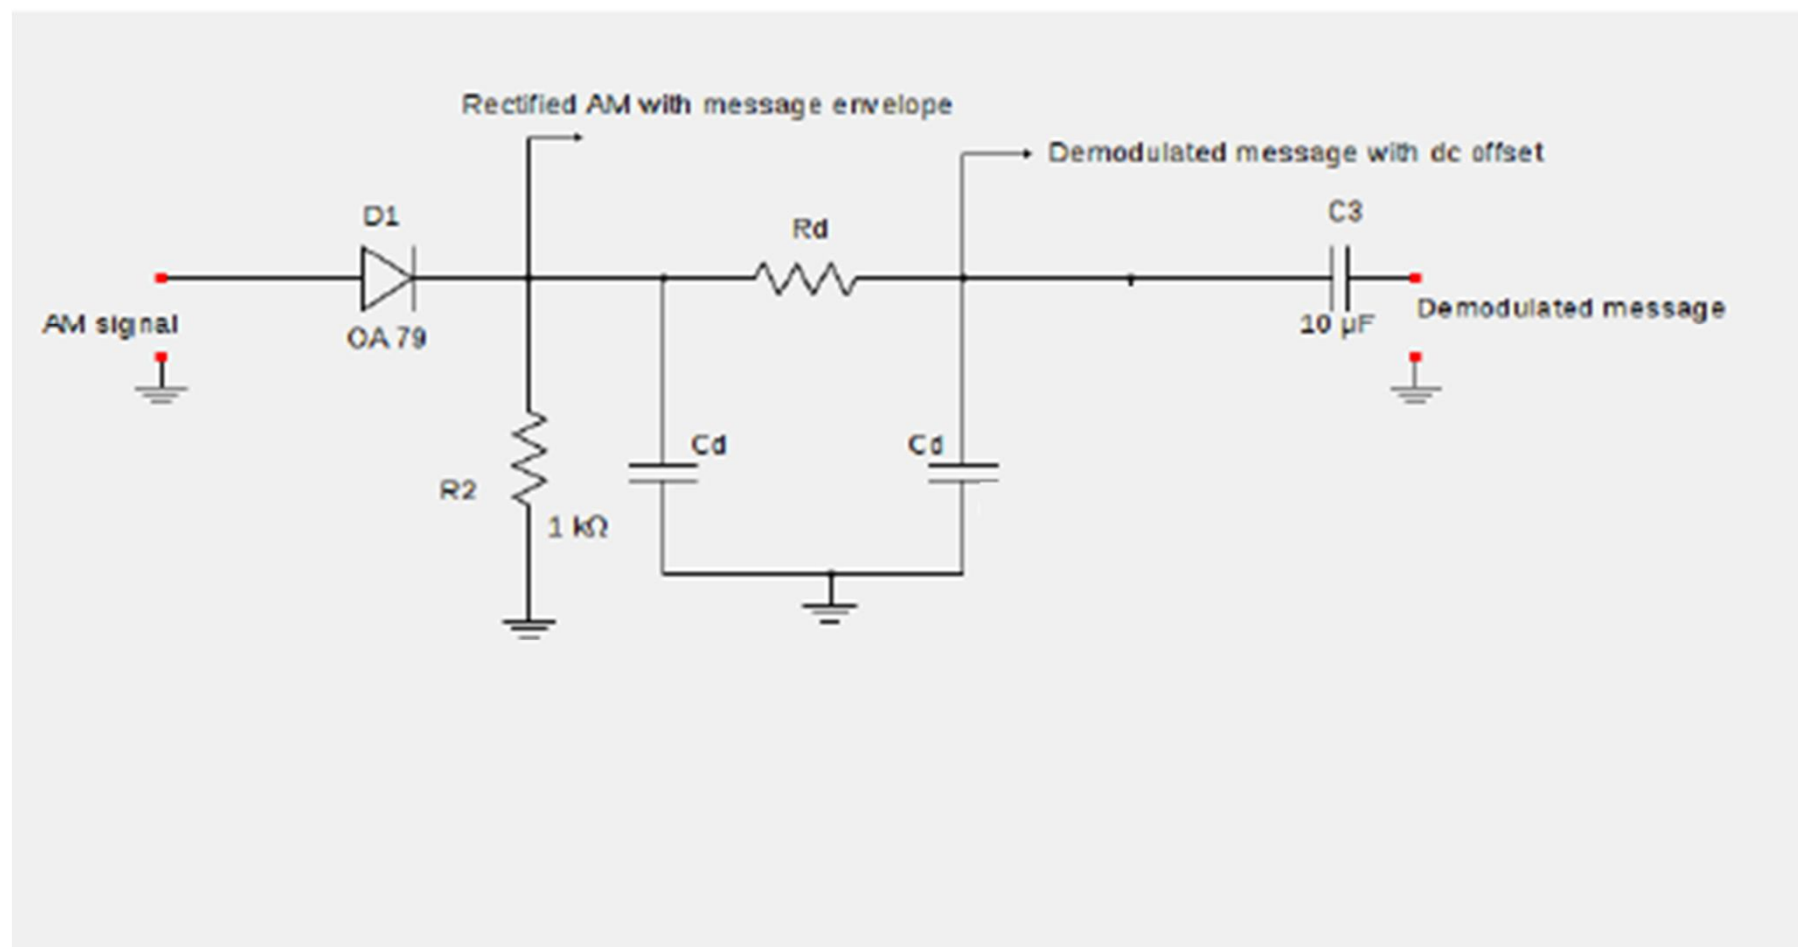 Rectified AM with message envelope
Demodulated message with dc offset
D1
Rd
C3
AM signal
OA 79
10 µF
Demodulated message
Cd
Cd
R2
1 kΩ